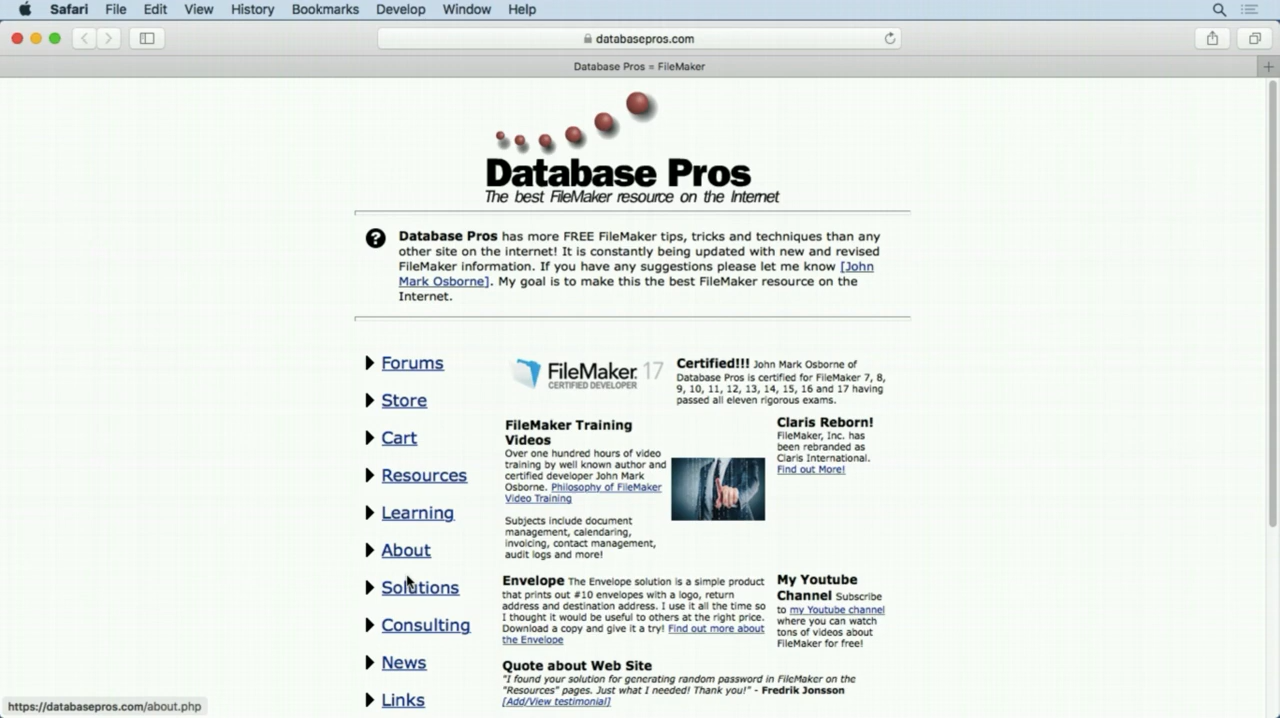 Safari File Edit View History Bookmarks Develop Window Help
databasepros.com
Database Pros = FileMaker
Database Pros
The best FileMaker resource on the Internet
Database Pros has more FREE FileMaker tips, tricks and techniques than any
other site on the internet! It is constantly being updated with new and revised
FileMaker information. If you have any suggestions please let me know [John
Mark Osborne]. My goal is to make this the best FileMaker resource on the
Internet.
Forums
Store
Cart
Resources
Learning
About
Solutions
Consulting
News
Links
FileMaker 17
CERTIFIED DEVELOPER
Certified!!! John Mark Osborne of
Database Pros is certified for FileMaker 7, 8,
9, 10, 11, 12, 13, 14, 15, 16 and 17 having
passed all eleven rigorous exams.
FileMaker Training
Videos
Over one hundred hours of video
training by well known author and
certified developer John Mark
Osborne. Philosophy of FileMaker
Video Training
Subjects include document
management, calendaring,
invoicing, contact management,
audit logs and more!
Claris Reborn!
FileMaker, Inc. has
been rebranded as
Claris International.
Find out More!
Envelope The Envelope solution is a simple product
that prints out #10 envelopes with a logo, return
address and destination address. I use it all the time so
I thought it would be useful to others at the right price.
Download a copy and give it a try! Find out more about
the Envelope
My Youtube
Channel Subscribe
to my Youtube channel
where you can watch
tons of videos about
FileMaker for free!
Quote about Web Site
"I found your solution for generating random password in FileMaker on the
"Resources" pages. Just what I needed! Thank you!" - Fredrik Jonsson
[Add/View testimonial]
https://databasepros.com/about.php